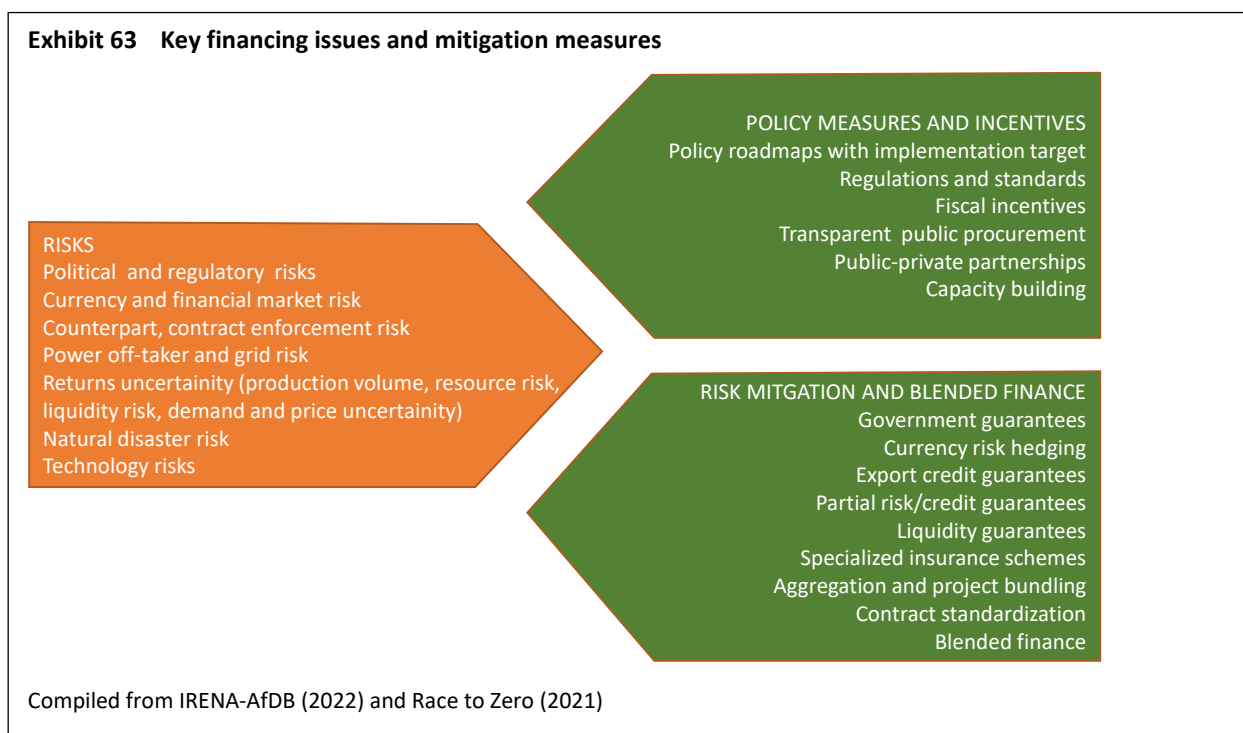 Exhibit 63 Key financing issues and mitigation measures
RISKS
Political and regulatory risks
Currency and financial market risk
Counterpart, contract enforcement risk
Power off-taker and grid risk
Returns uncertainity (production volume, resource risk,
liquidity risk, demand and price uncertainity)
Natural disaster risk
Technology risks
POLICY MEASURES AND INCENTIVES
Policy roadmaps with implementation target
Regulations and standards
Fiscal incentives
Transparent public procurement
Public-private partnerships
Capacity building
RISK MITGATION AND BLENDED FINANCE
Government guarantees
Currency risk hedging
Export credit guarantees
Partial risk/credit guarantees
Liquidity guarantees
Specialized insurance schemes
Aggregation and project bundling
Contract standardization
Blended finance
Compiled from IRENA-AfDB (2022) and Race to Zero (2021)